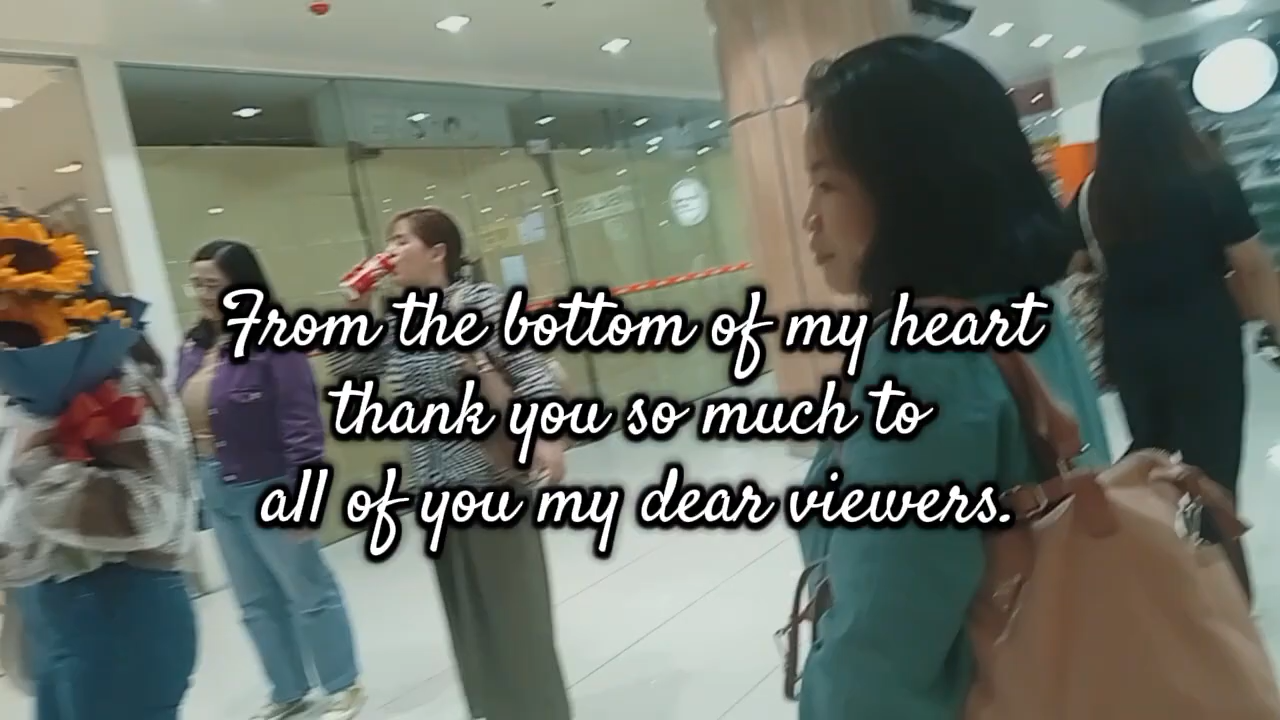 From the bottom of my heart
thank you so much to
all of you my dear viewers.